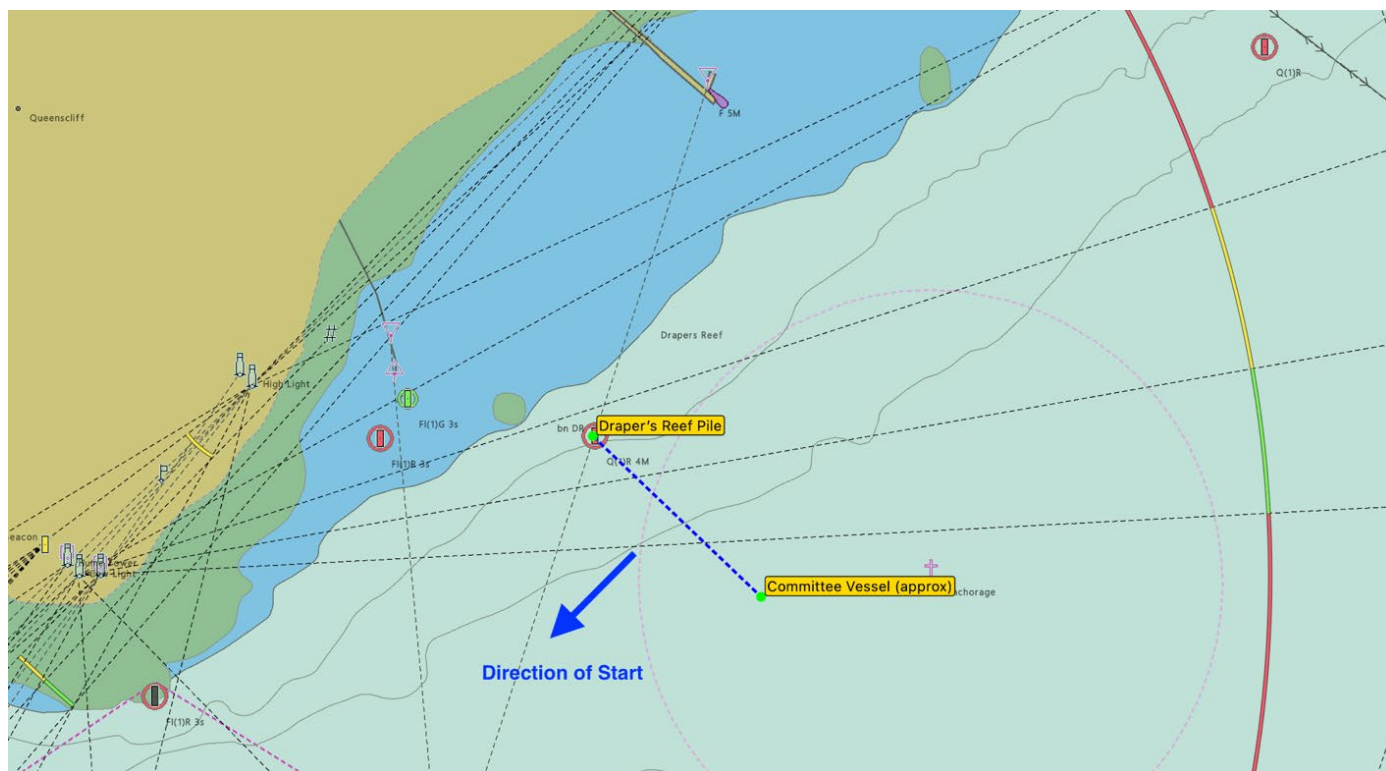 Q(1)R
Queenscliff
F 5M
Drapers Reef
High Light
Fl(1)G 3s
bn DR
Draper's Reef Pile
Fl(1)R 3s
Q(1)R 4M
eacon
Light
Committee Vessel (approx)
chorage
Direction of Start
Fl(1)R 3s